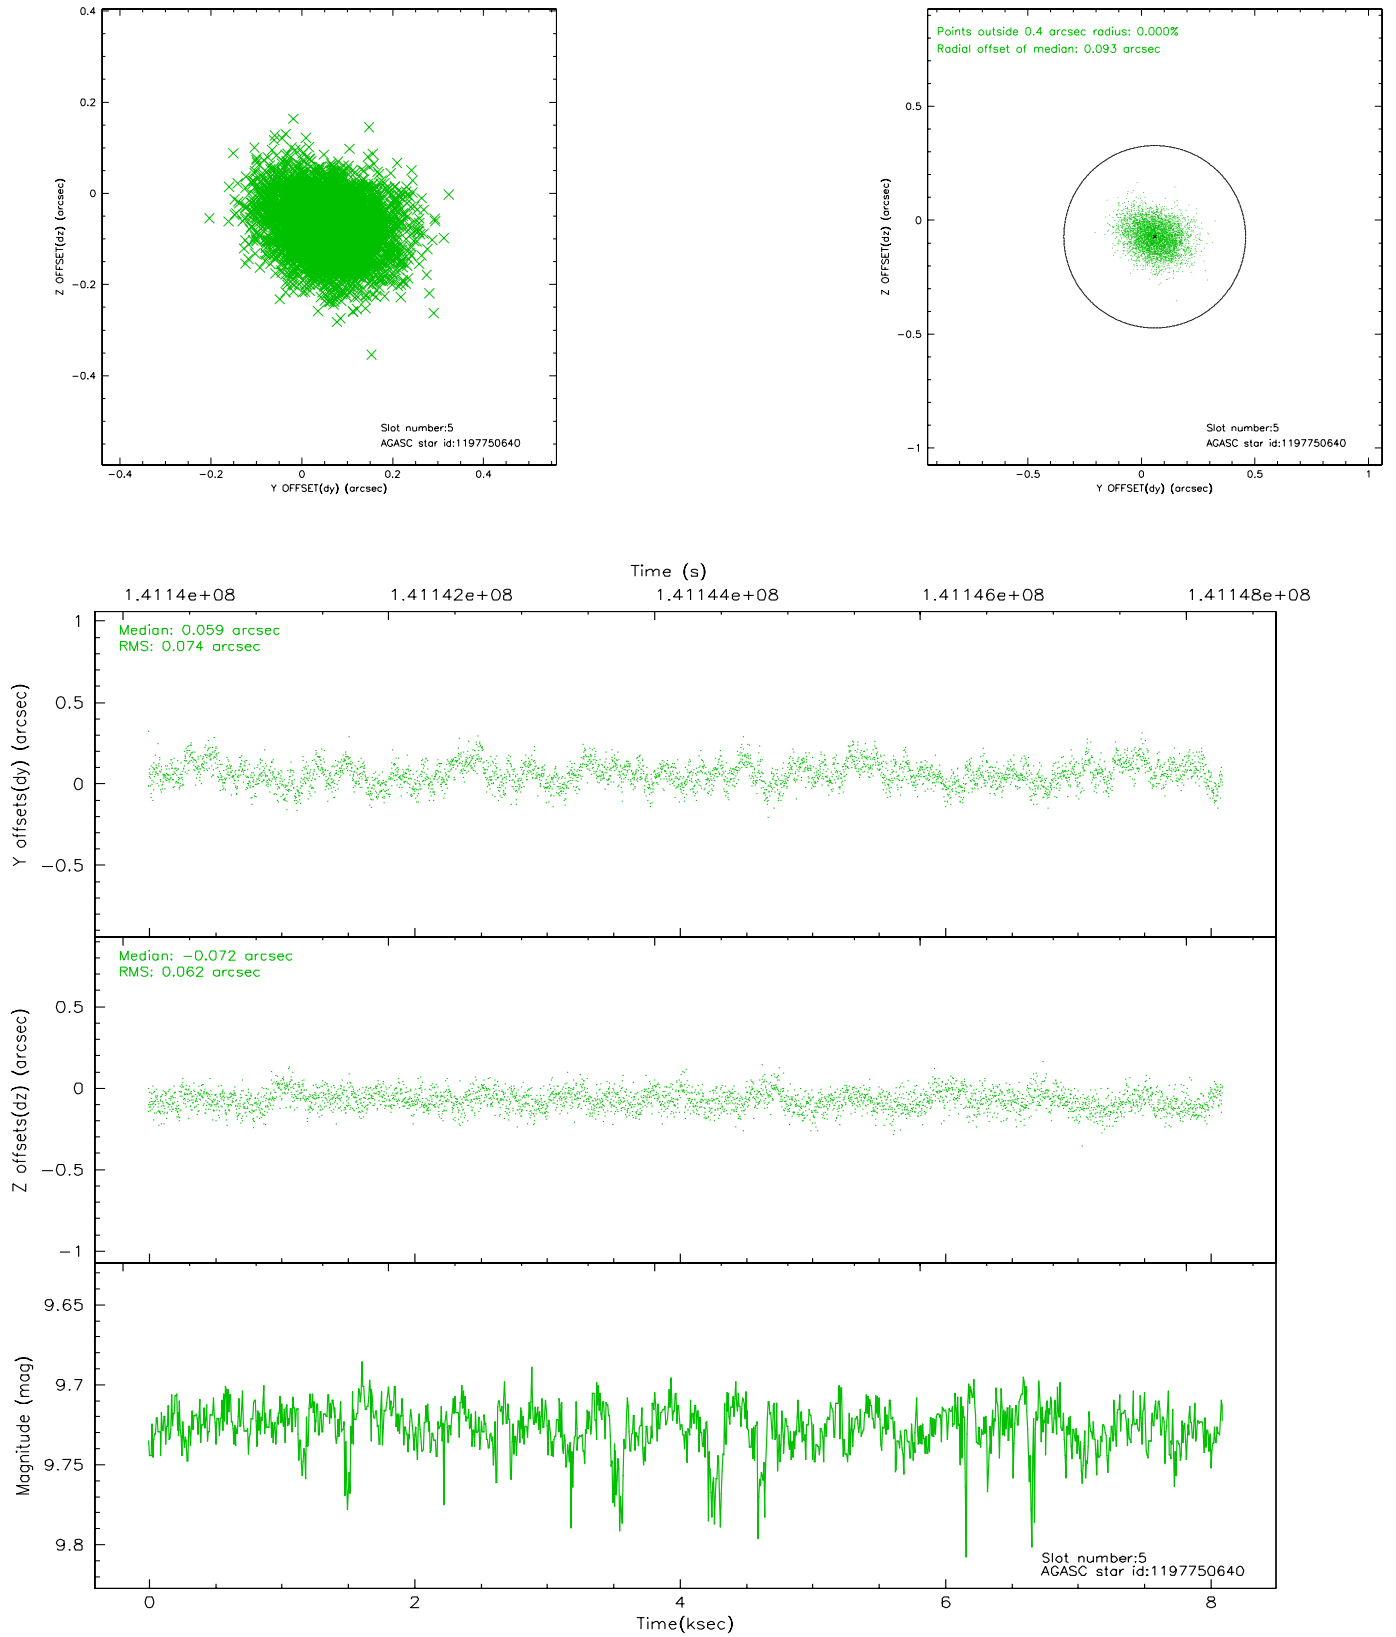 0.4
0.2
0
−0.2
−0.4
Z OFFSET(dz) (arcsec)
Slot number:5
AGASC star id:1197750640
−0.4 −0.2 0 0.2 0.4
Y OFFSET(dy) (arcsec)
Points outside 0.4 arcsec radius: 0.000%
Radial offset of median: 0.093 arcsec
0.5
0
−0.5
−1
Z OFFSET(dz) (arcsec)
Slot number:5
AGASC star id:1197750640
−0.5 0 0.5 1
Y OFFSET(dy) (arcsec)
Time (s)
1.4114e+08 1.41142e+08 1.41144e+08 1.41146e+08 1.41148e+08
Median: 0.059 arcsec
RMS: 0.074 arcsec
1
0.5
0
−0.5
Y offsets(dy) (arcsec)
Median: −0.072 arcsec
RMS: 0.062 arcsec
0.5
0
−0.5
−1
Z offsets(dz) (arcsec)
9.65
9.7
9.75
9.8
Magnitude (mag)
Slot number:5
AGASC star id:1197750640
0 2 4 6 8
Time(ksec)